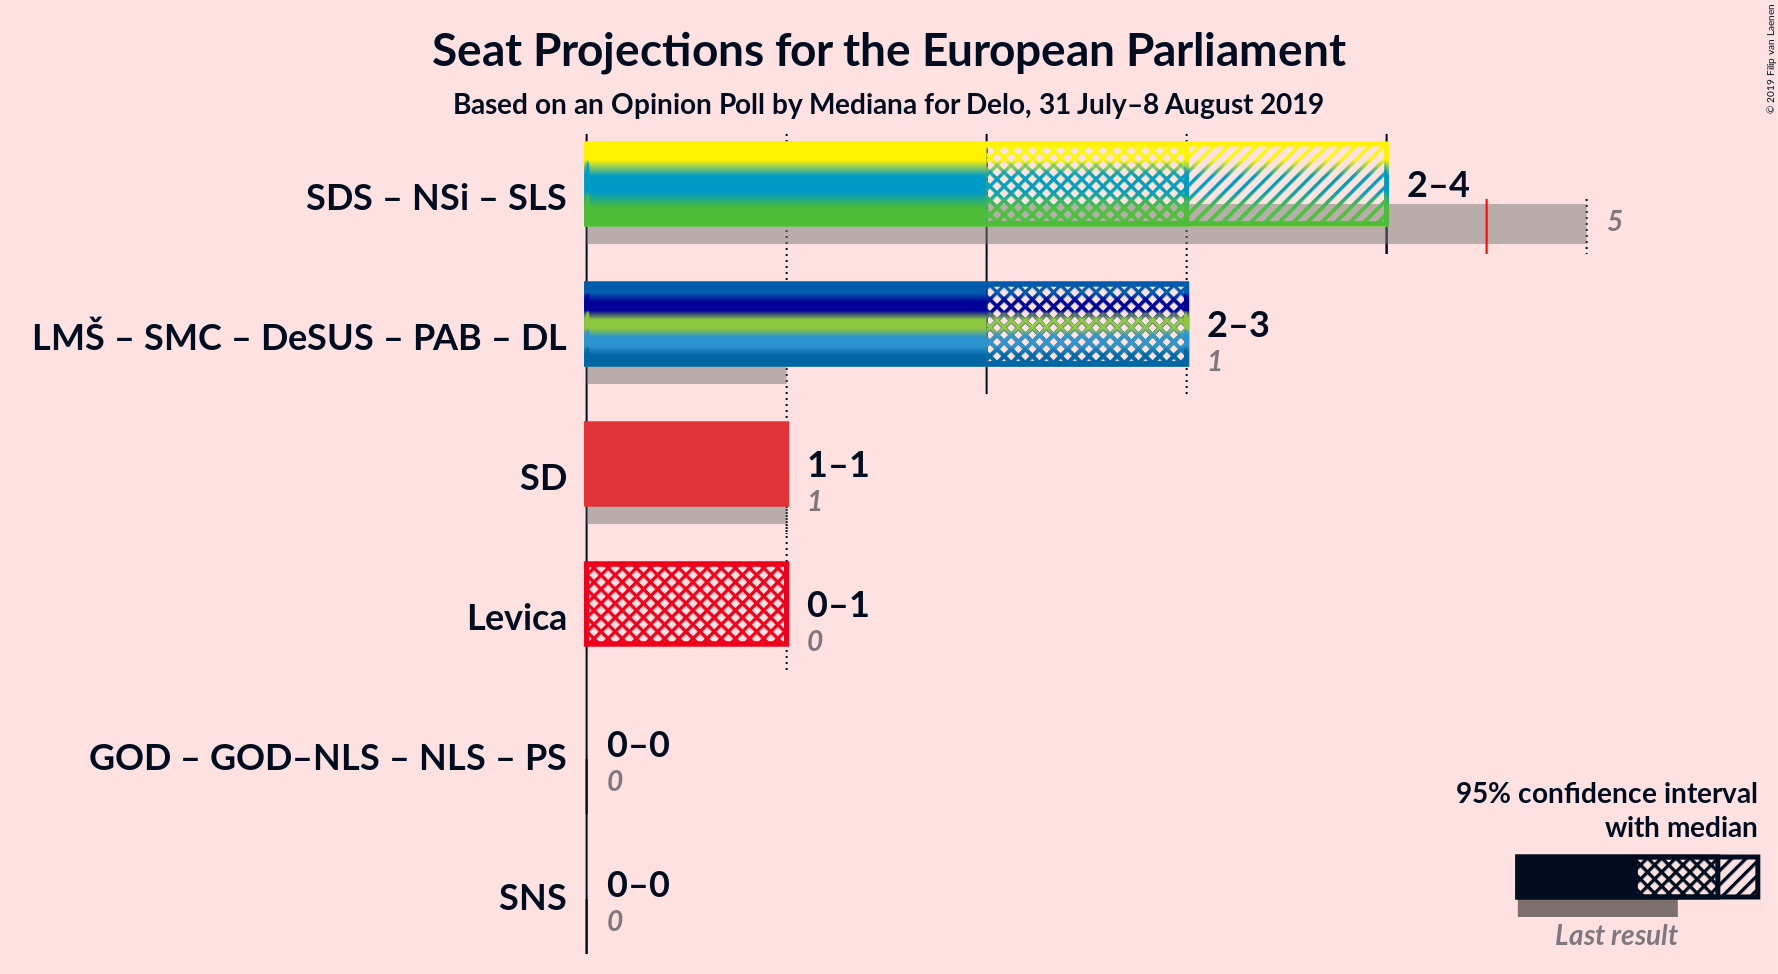 Seat Projections for the European Parliament
Based on an Opinion Poll by Mediana for Delo, 31 July–8 August 2019
© 2019 Filip van Laenen
SDS – NSi – SLS
2–4
5
LMŠ – SMC – DeSUS – PAB – DL
2–3
1
SD
1–1
1
Levica
0–1
0
GOD – GOD–NLS – NLS – PS
0–0
0
SNS
0–0
0
95% confidence interval
with median
Last result